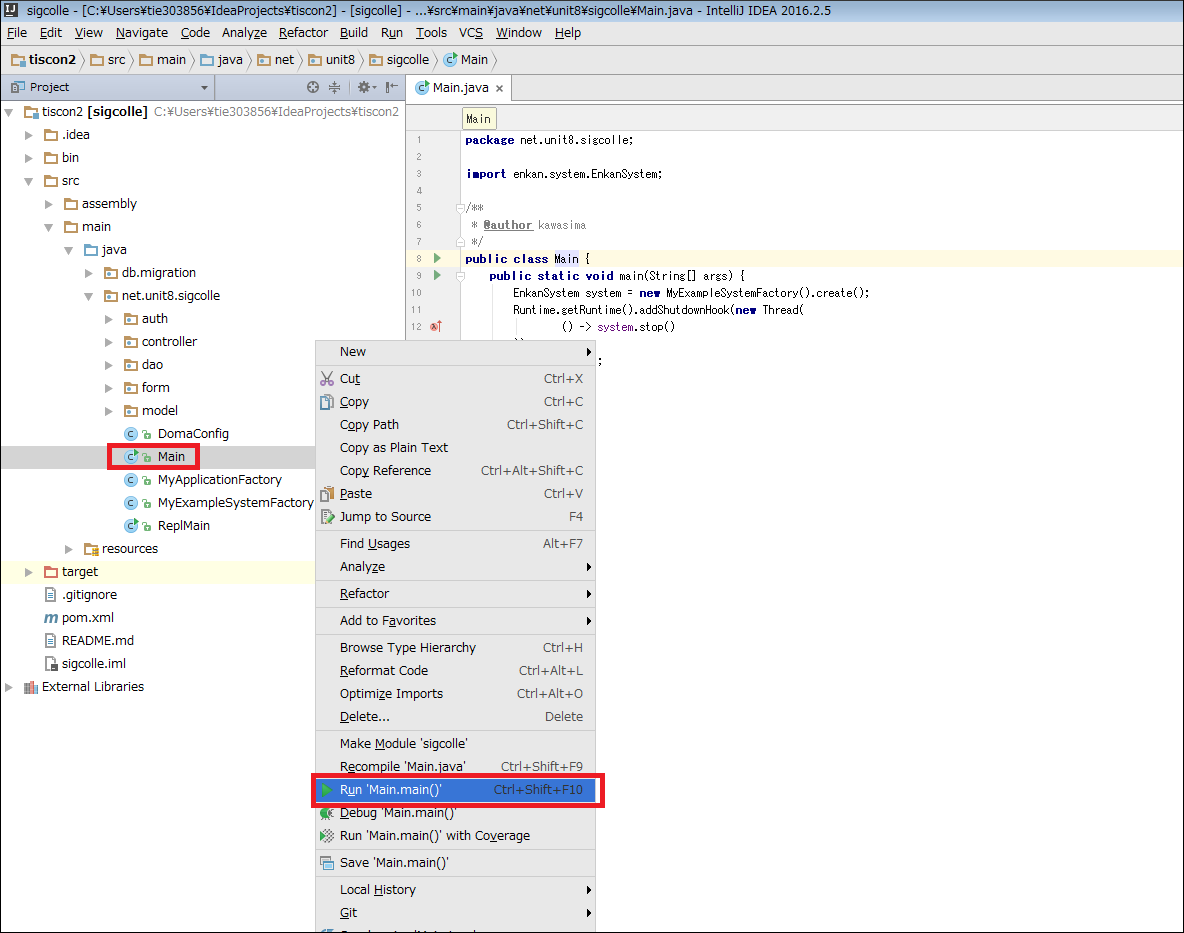 sigcolle - [C:¥Users¥tie303856¥IdeaProjects¥tiscon2] - [sigcolle] - ...¥src¥main¥java¥net¥unit8¥sigcolle¥Main.java - IntelliJ IDEA 2016.2.5
File Edit View Navigate Code Analyze Refactor Build Run Tools VCS Window Help
tiscon2 src main java net unit8 sigcolle Main
Project
Main.java
tiscon2 [sigcolle] C:¥Users¥tie303856¥IdeaProjects¥tiscon2
.idea
bin
src
assembly
main
java
db.migration
net.unit8.sigcolle
auth
controller
dao
form
model
DomaConfig
Main
MyApplicationFactory
MyExampleSystemFactory
ReplMain
resources
target
.gitignore
pom.xml
README.md
sigcolle.iml
External Libraries
Main
1 package net.unit8.sigcolle;
2
3 import enkan.system.EnkanSystem;
4
5 /**
6 * @author kawasima
7 */
8 public class Main {
9 public static void main(String[] args) {
10 EnkanSystem system = new MyExampleSystemFactory().create();
11 Runtime.getRuntime().addShutdownHook(new Thread(
12 () -> system.stop()
;
New
Cut Ctrl+X
Copy Ctrl+C
Copy Path Ctrl+Shift+C
Copy as Plain Text
Copy Reference Ctrl+Alt+Shift+C
Paste Ctrl+V
Jump to Source F4
Find Usages Alt+F7
Analyze
Refactor
Add to Favorites
Browse Type Hierarchy Ctrl+H
Reformat Code Ctrl+Alt+L
Optimize Imports Ctrl+Alt+O
Delete... Delete
Make Module 'sigcolle'
Recompile 'Main.java' Ctrl+Shift+F9
Run 'Main.main()' Ctrl+Shift+F10
Debug 'Main.main()'
Run 'Main.main()' with Coverage
Save 'Main.main()'
Local History
Git